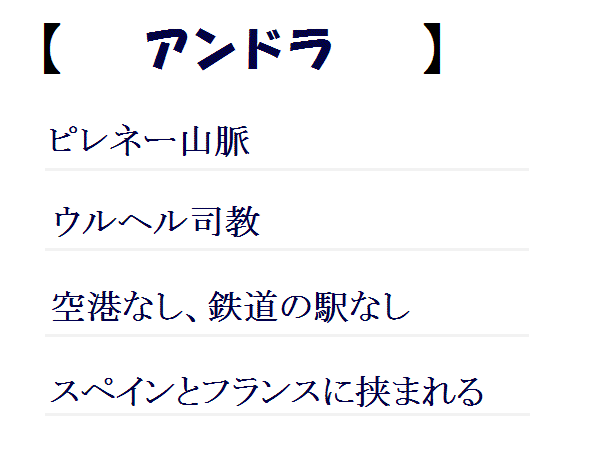 【 アンドラ 】
ピレネー山脈
ウルヘル司教
空港なし、鉄道の駅なし
スペインとフランスに挟まれる